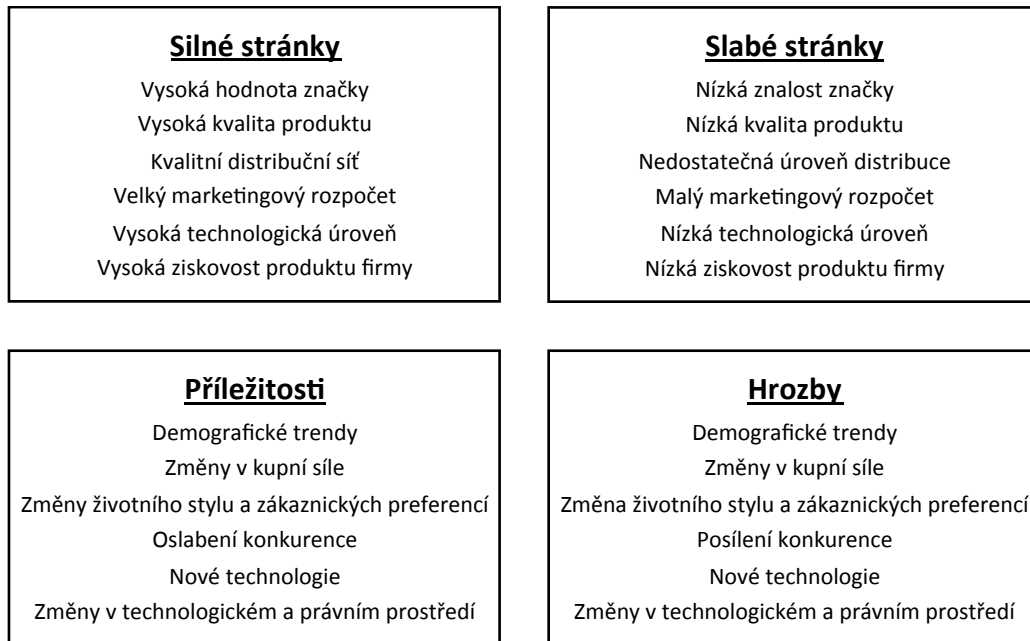 Silné stránky
Vysoká hodnota značky
Vysoká kvalita produktu
Kvalitní distribuční síť
Velký marketingový rozpočet
Vysoká technologická úroveň
Vysoká ziskovost produktu firmy
Slabé stránky
Nízká znalost značky
Nízká kvalita produktu
Nedostatečná úroveň distribuce
Malý marketingový rozpočet
Nízká technologická úroveň
Nízká ziskovost produktu firmy
Příležitosti
Demografické trendy
Změny v kupní síle
Změny životního stylu a zákaznických preferencí
Oslabení konkurence
Nové technologie
Změny v technologickém a právním prostředí
Hrozby
Demografické trendy
Změny v kupní síle
Změna životního stylu a zákaznických preferencí
Posílení konkurence
Nové technologie
Změny v technologickém a právním prostředí